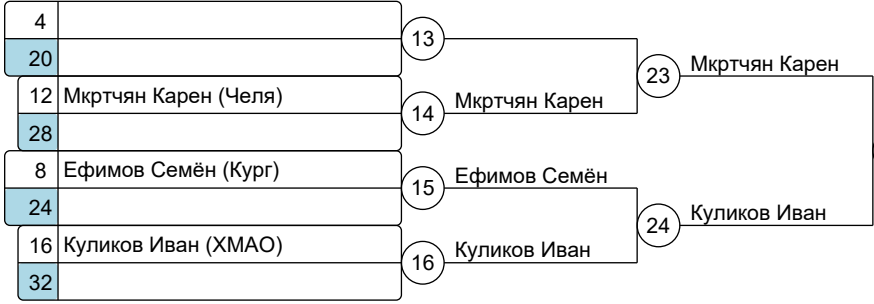 4
20
13
12 Мкртчян Карен (Челя)
28
14 Мкртчян Карен
23 Мкртчян Карен
8 Ефимов Семён (Кург)
24
15 Ефимов Семён
16 Куликов Иван (ХМАО)
32
16 Куликов Иван
24 Куликов Иван